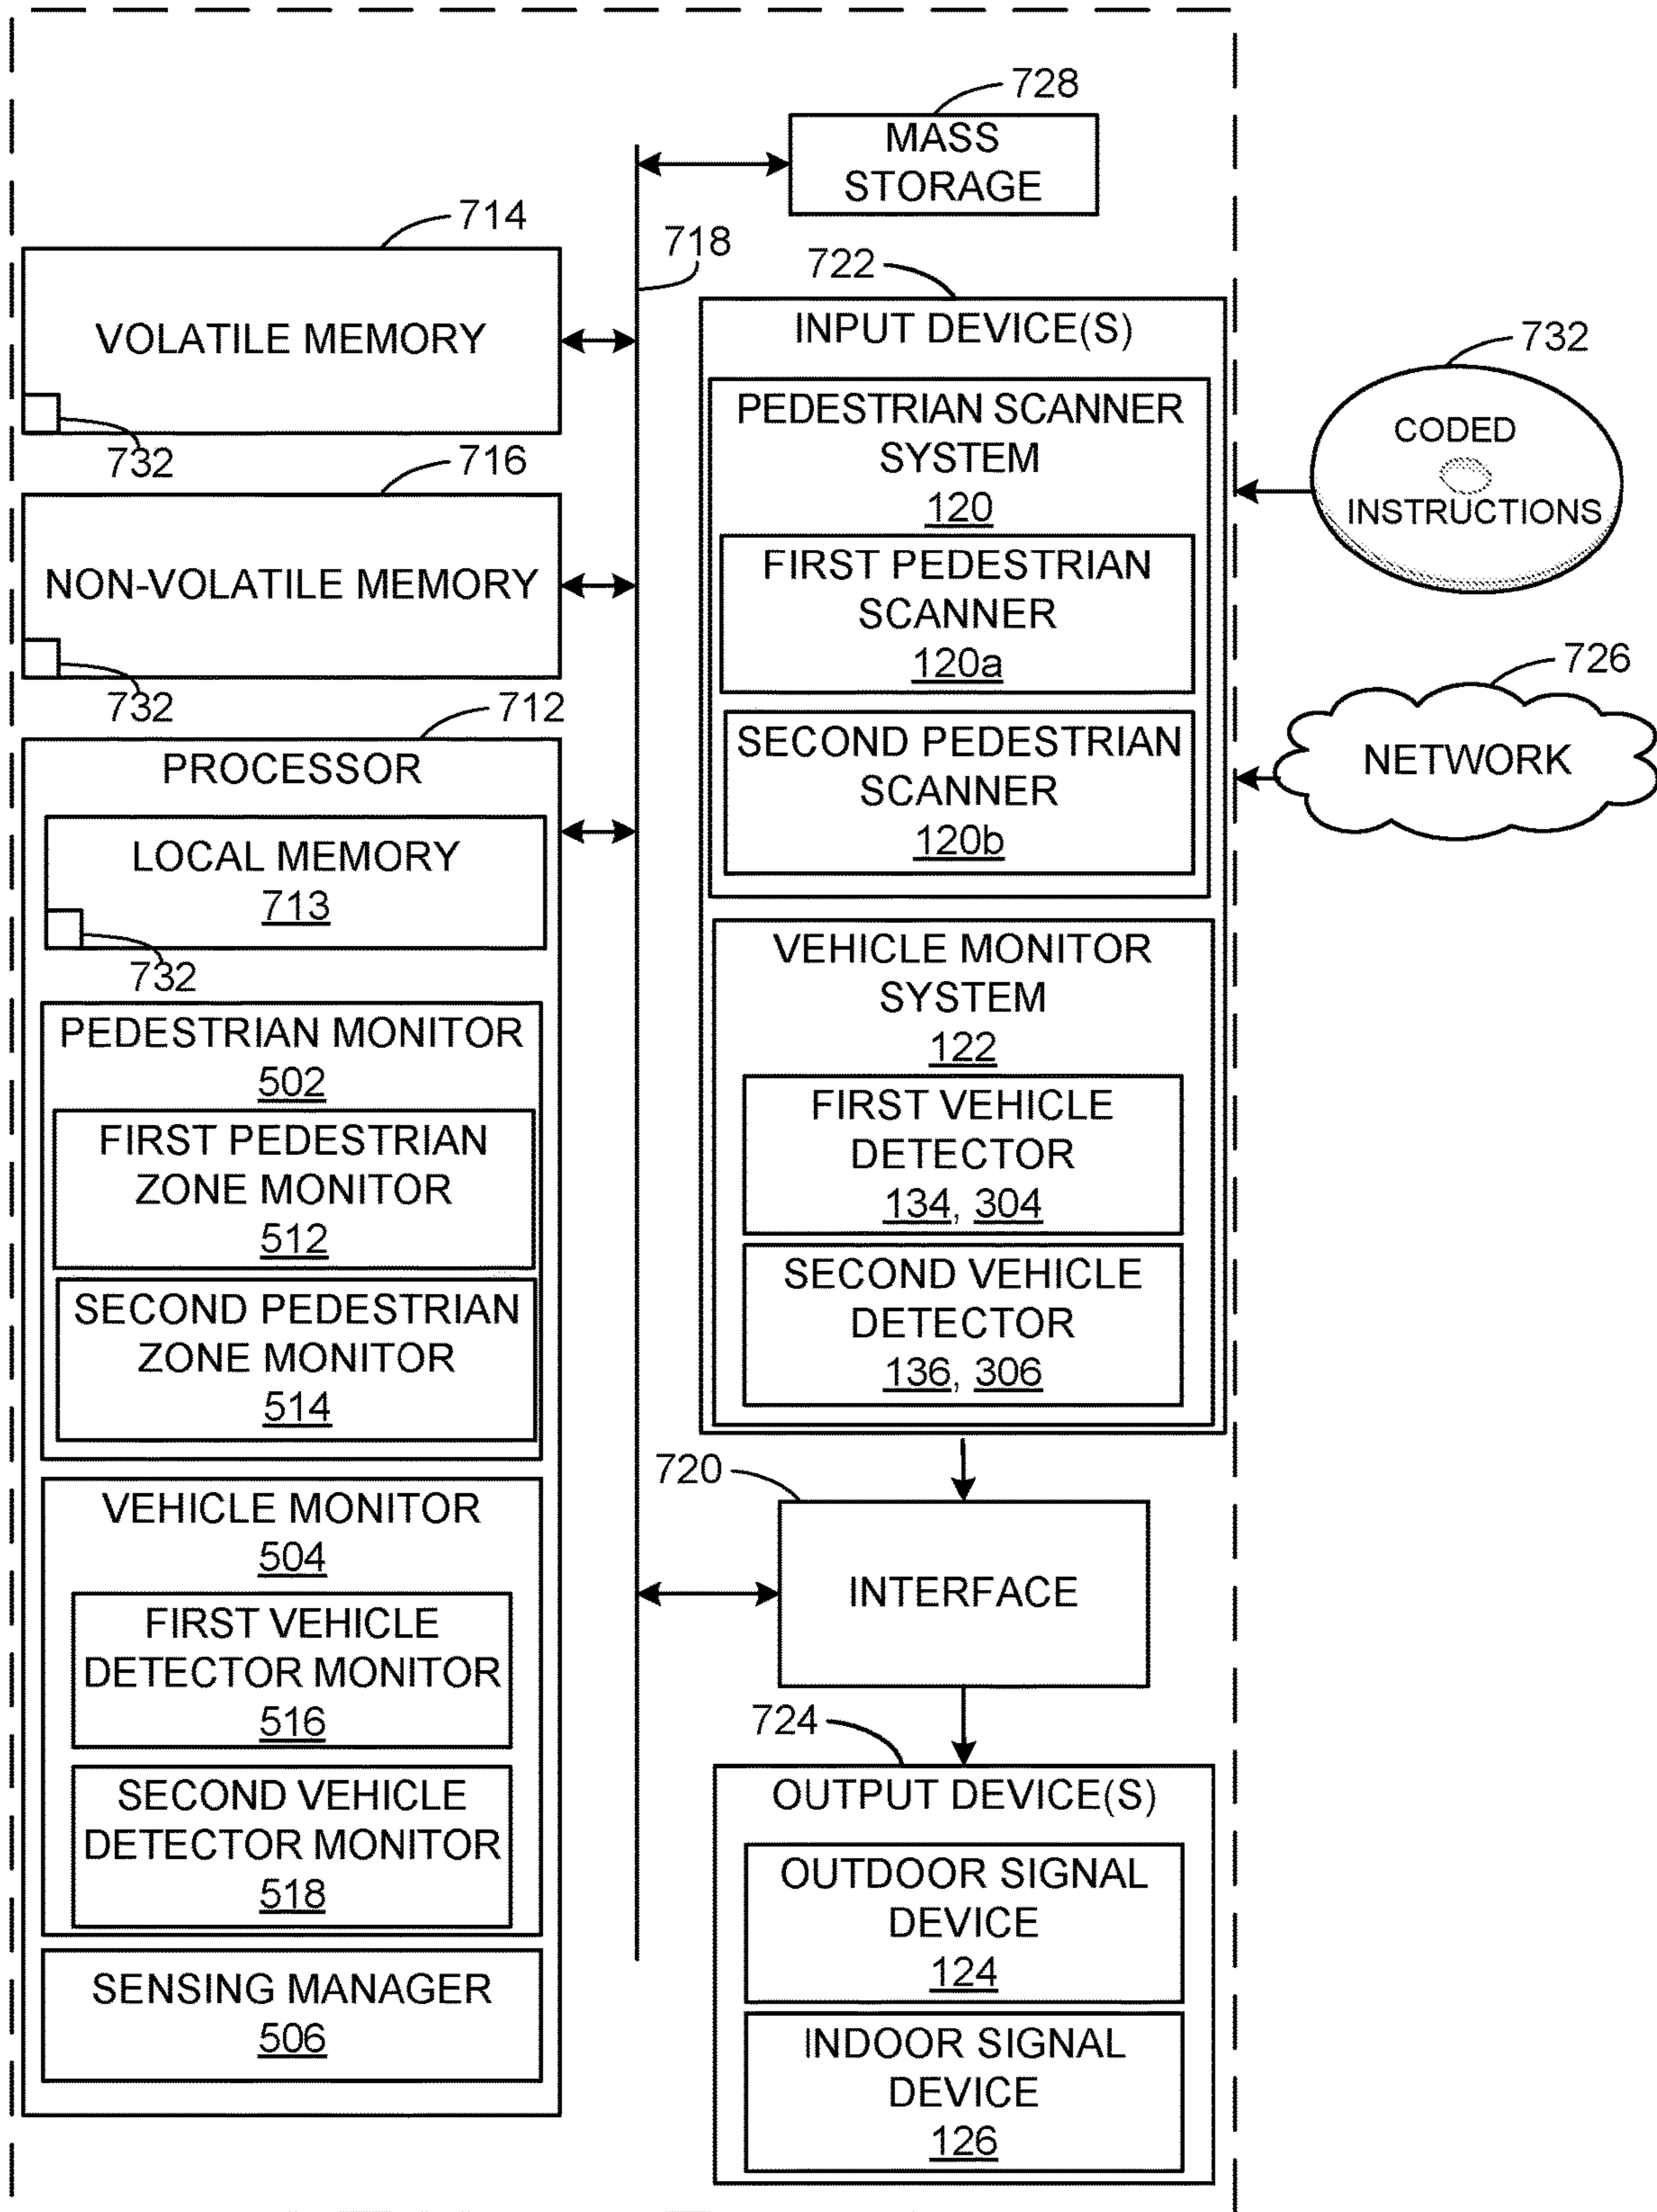 728
MASS
STORAGE
714
VOLATILE MEMORY
732
716
NON-VOLATILE MEMORY
732
712
PROCESSOR
LOCAL MEMORY
713
732
PEDESTRIAN MONITOR
502
FIRST PEDESTRIAN
ZONE MONITOR
512
SECOND PEDESTRIAN
ZONE MONITOR
514
VEHICLE MONITOR
504
FIRST VEHICLE
DETECTOR MONITOR
516
SECOND VEHICLE
DETECTOR MONITOR
518
SENSING MANAGER
506
718
722
INPUT DEVICE(S)
PEDESTRIAN SCANNER
SYSTEM
120
FIRST PEDESTRIAN
SCANNER
120a
SECOND PEDESTRIAN
SCANNER
120b
VEHICLE MONITOR
SYSTEM
122
FIRST VEHICLE
DETECTOR
134, 304
SECOND VEHICLE
DETECTOR
136, 306
720
INTERFACE
724
OUTPUT DEVICE(S)
OUTDOOR SIGNAL
DEVICE
124
INDOOR SIGNAL
DEVICE
126
732
CODED
INSTRUCTIONS
726
NETWORK